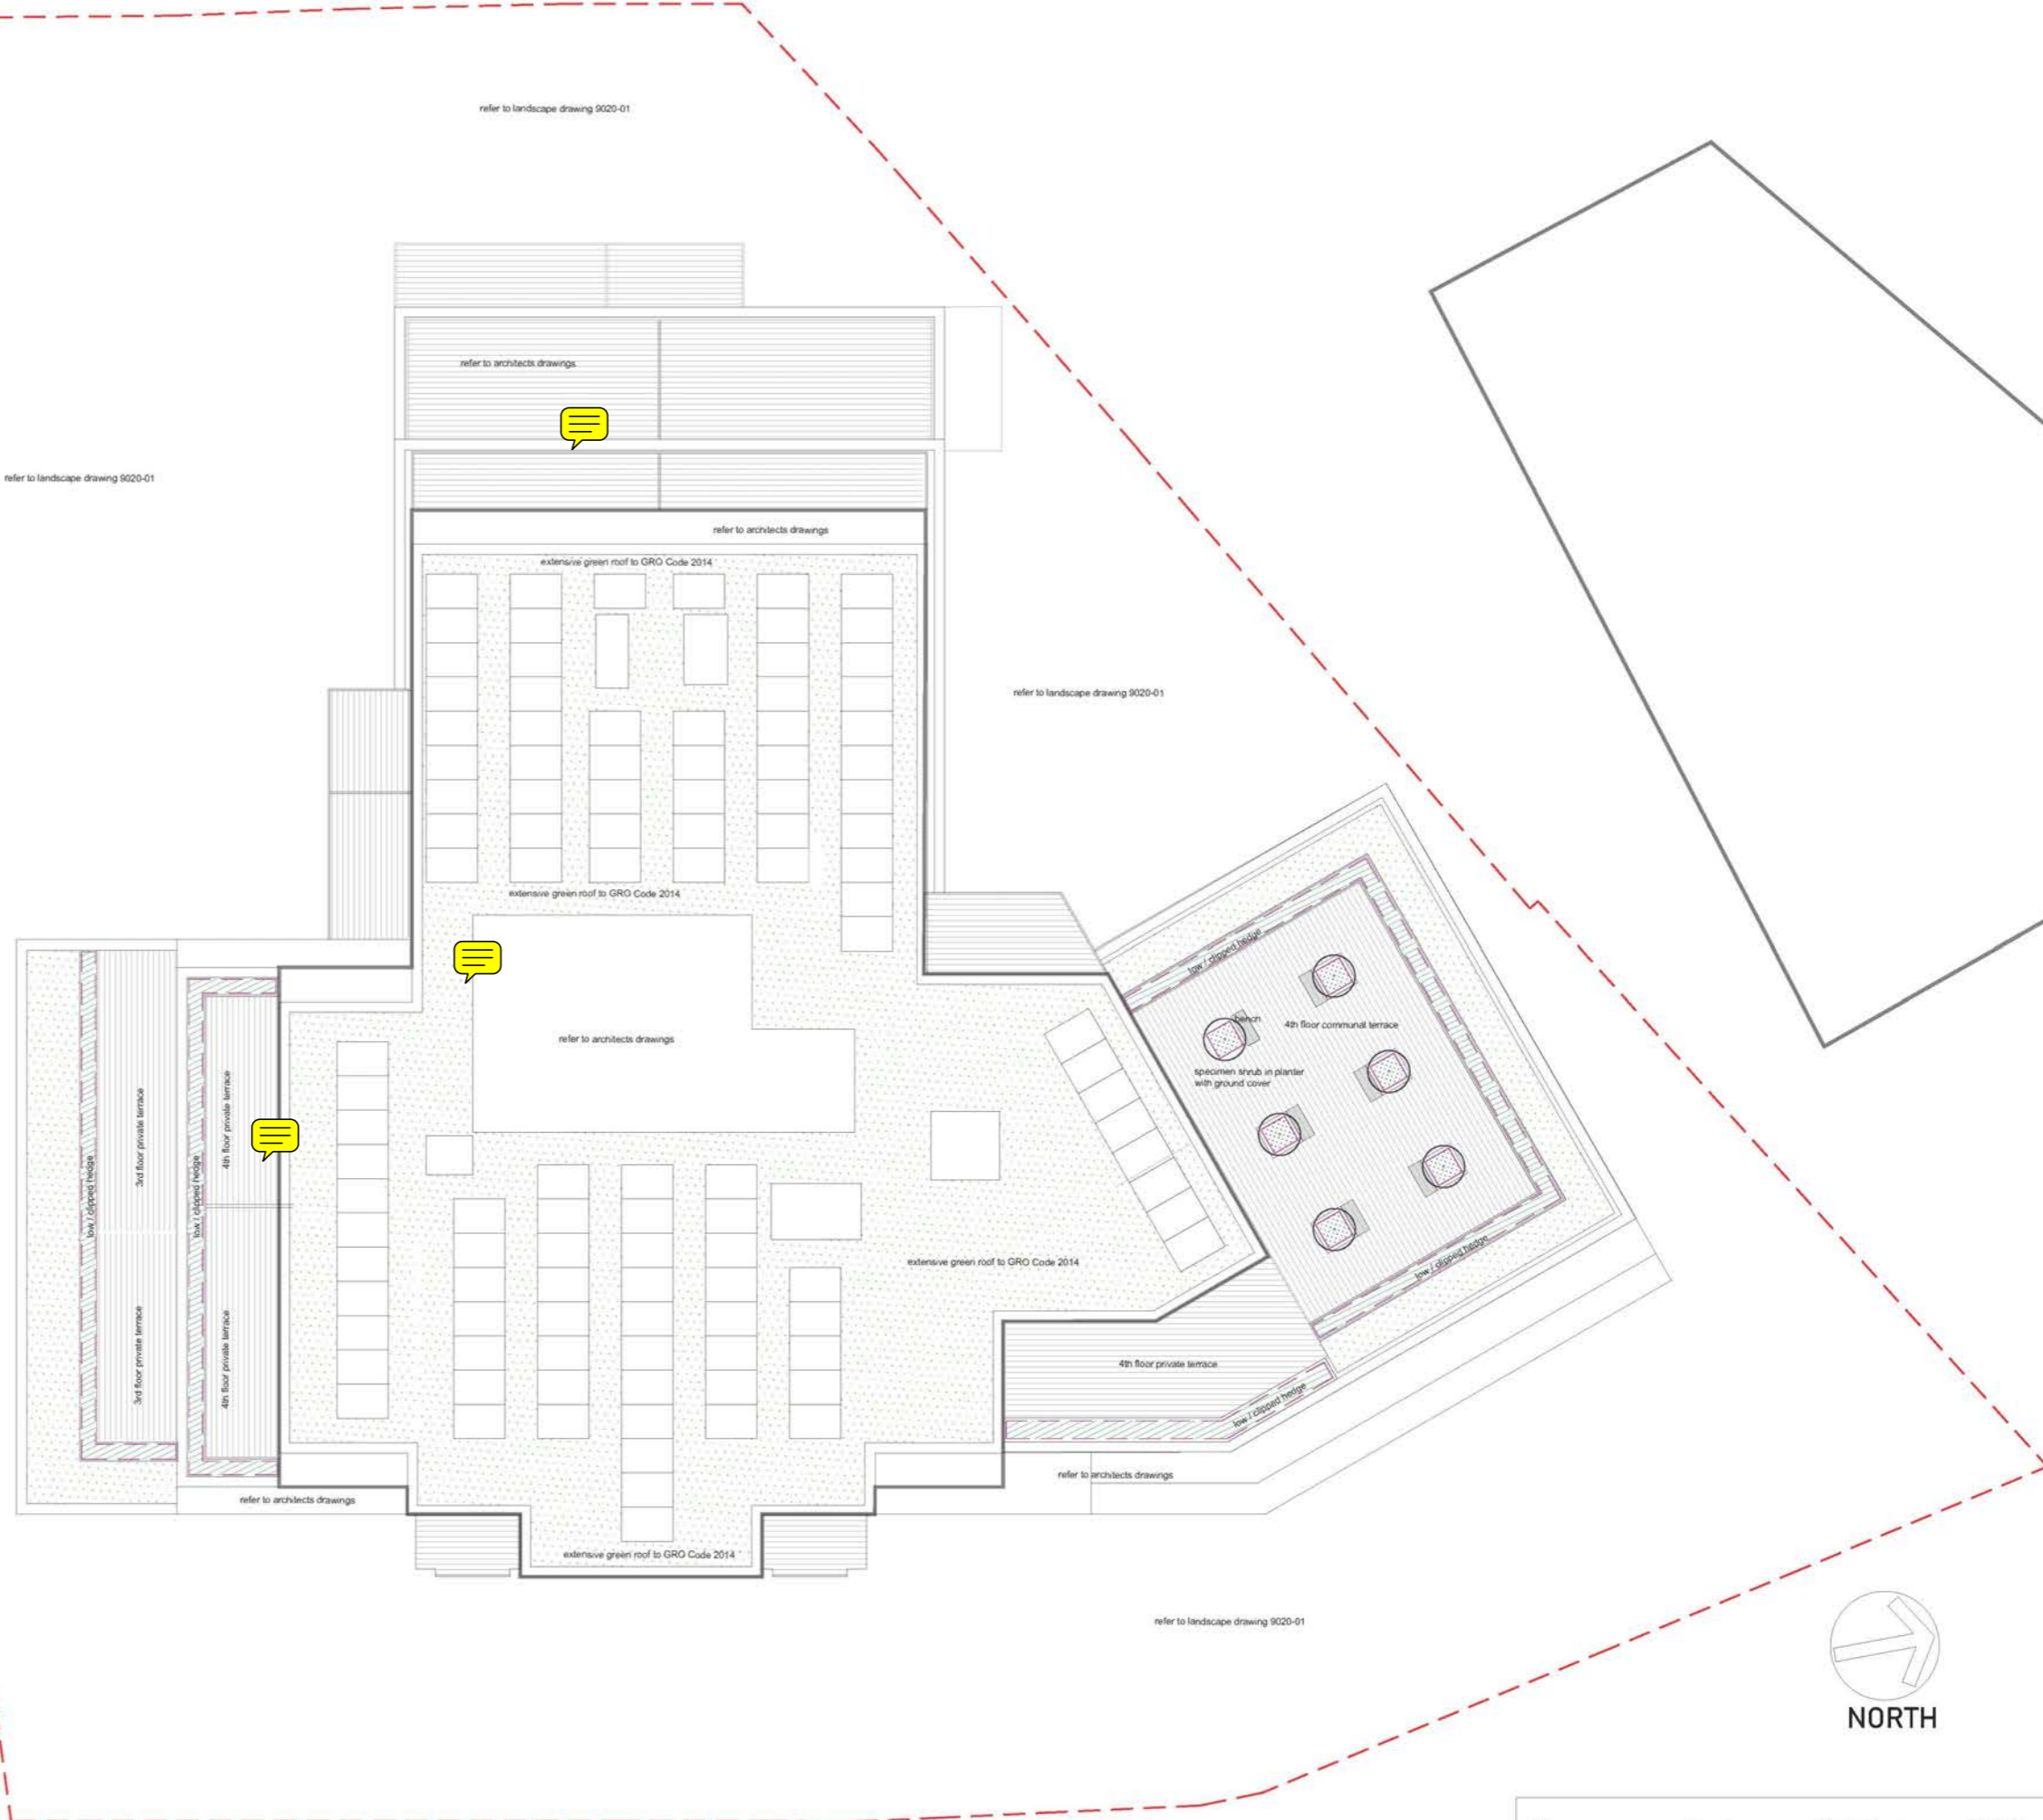 refer to landscape drawing 9020-01
refer to architects drawings
refer to landscape drawing 9020-01
refer to architects drawings
extensive green roof to GRO Code 2014
refer to landscape drawing 9020-01
extensive green roof to GRO Code 2014
low / clipped hedge
bench
4th floor communal terrace
refer to architects drawings
specimen shrub in planter
with ground cover
3rd floor private terrace
4th floor private terrace
low / clipped hedge
low / clipped hedge
extensive green roof to GRO Code 2014
low / clipped hedge
3rd floor private terrace
4th floor private terrace
4th floor private terrace
low / clipped hedge
refer to architects drawings
refer to architects drawings
extensive green roof to GRO Code 2014
refer to landscape drawing 9020-01
NORTH